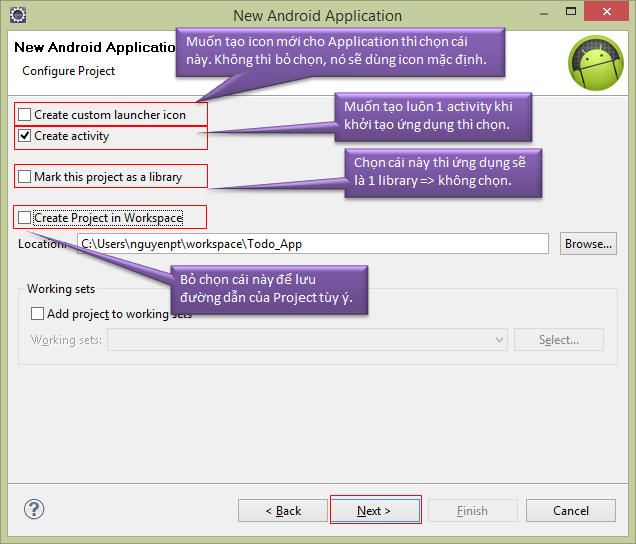 New Android Application
New Android Application
Configure Project
Muốn tạo icon mới cho Application thì chọn cái
này. Không thì bỏ chọn, nó sẽ dùng icon mặc định.
Create custom launcher icon
Create activity
Muốn tạo luôn 1 activity khi
khởi tạo ứng dụng thì chọn.
Mark this project as a library
Chọn cái này thì ứng dụng sẽ
là 1 library => không chọn.
Create Project in Workspace
Location: C:\Users\nguyenpt\workspace\Todo_App Browse...
Bỏ chọn cái này để lưu
đường dẫn của Project tùy ý.
Working sets
Add project to working sets
Working sets: Select...
? < Back Next > Finish Cancel